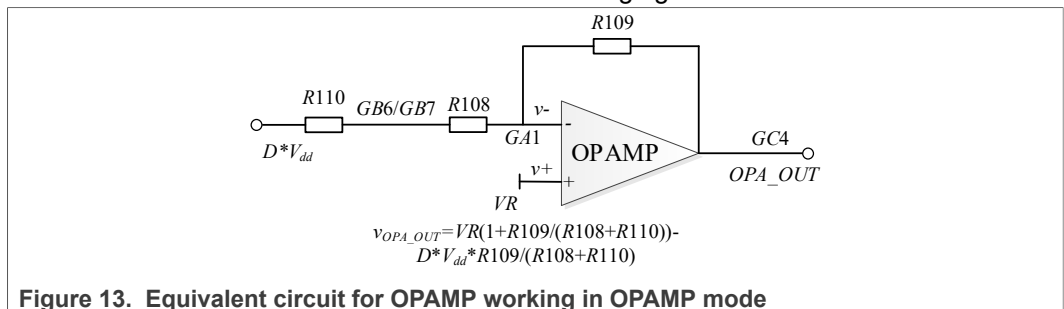 R109
R110
GB6/GB7
R108
v-
-
GA1
OPAMP
GC4
D*Vdd
v+
+
OPA_OUT
VR
vOPA_OUT=VR(1+R109/(R108+R110))-
D*Vdd*R109/(R108+R110)
Figure 13. Equivalent circuit for OPAMP working in OPAMP mode